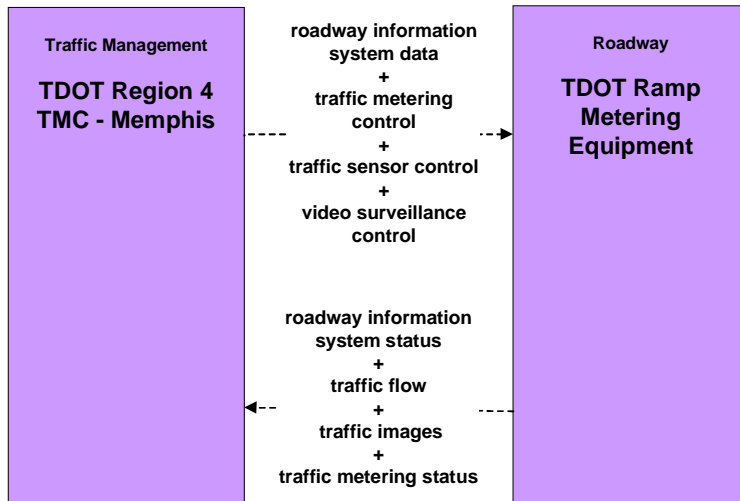 Traffic Management
TDOT Region 4
TMC - Memphis
roadway information
system data
+
traffic metering
control
+
traffic sensor control
+
video surveillance
control
Roadway
TDOT Ramp
Metering
Equipment
roadway information
system status
+
traffic flow
+
traffic images
+
traffic metering status